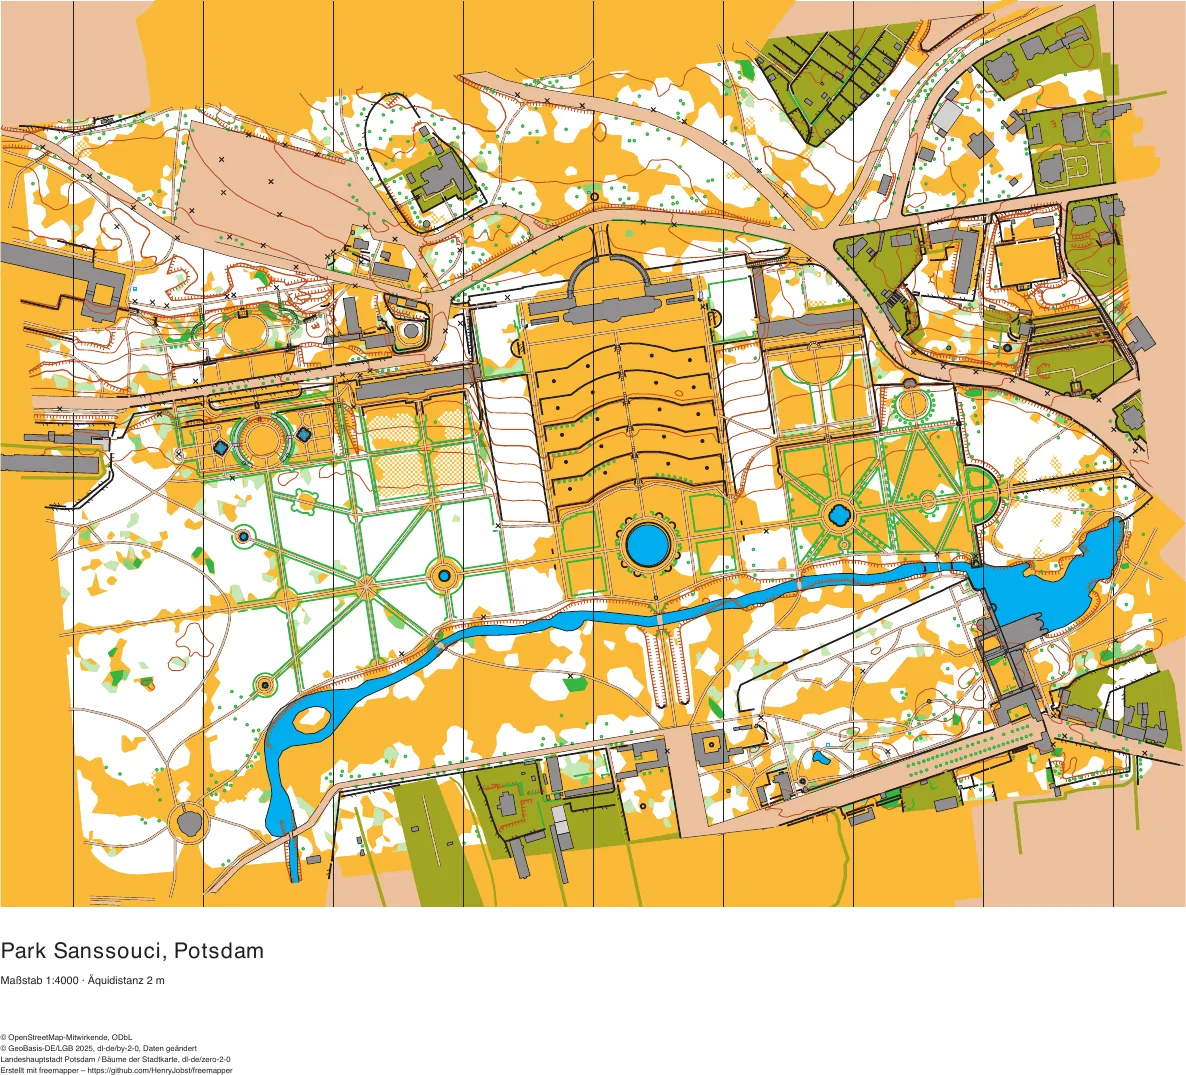 Park Sanssouci, Potsdam
Maßstab 1:4000 · Äquidistanz 2 m
© OpenStreetMap-Mitwirkende, ODbL
© GeoBasis-DE/LGB 2025, dl-de/by-2-0, Daten geändert
Landeshauptstadt Potsdam / Bäume der Stadtkarte, dl-de/zero-2-0
Erstellt mit freemapper – https://github.com/HenryJobst/freemapper